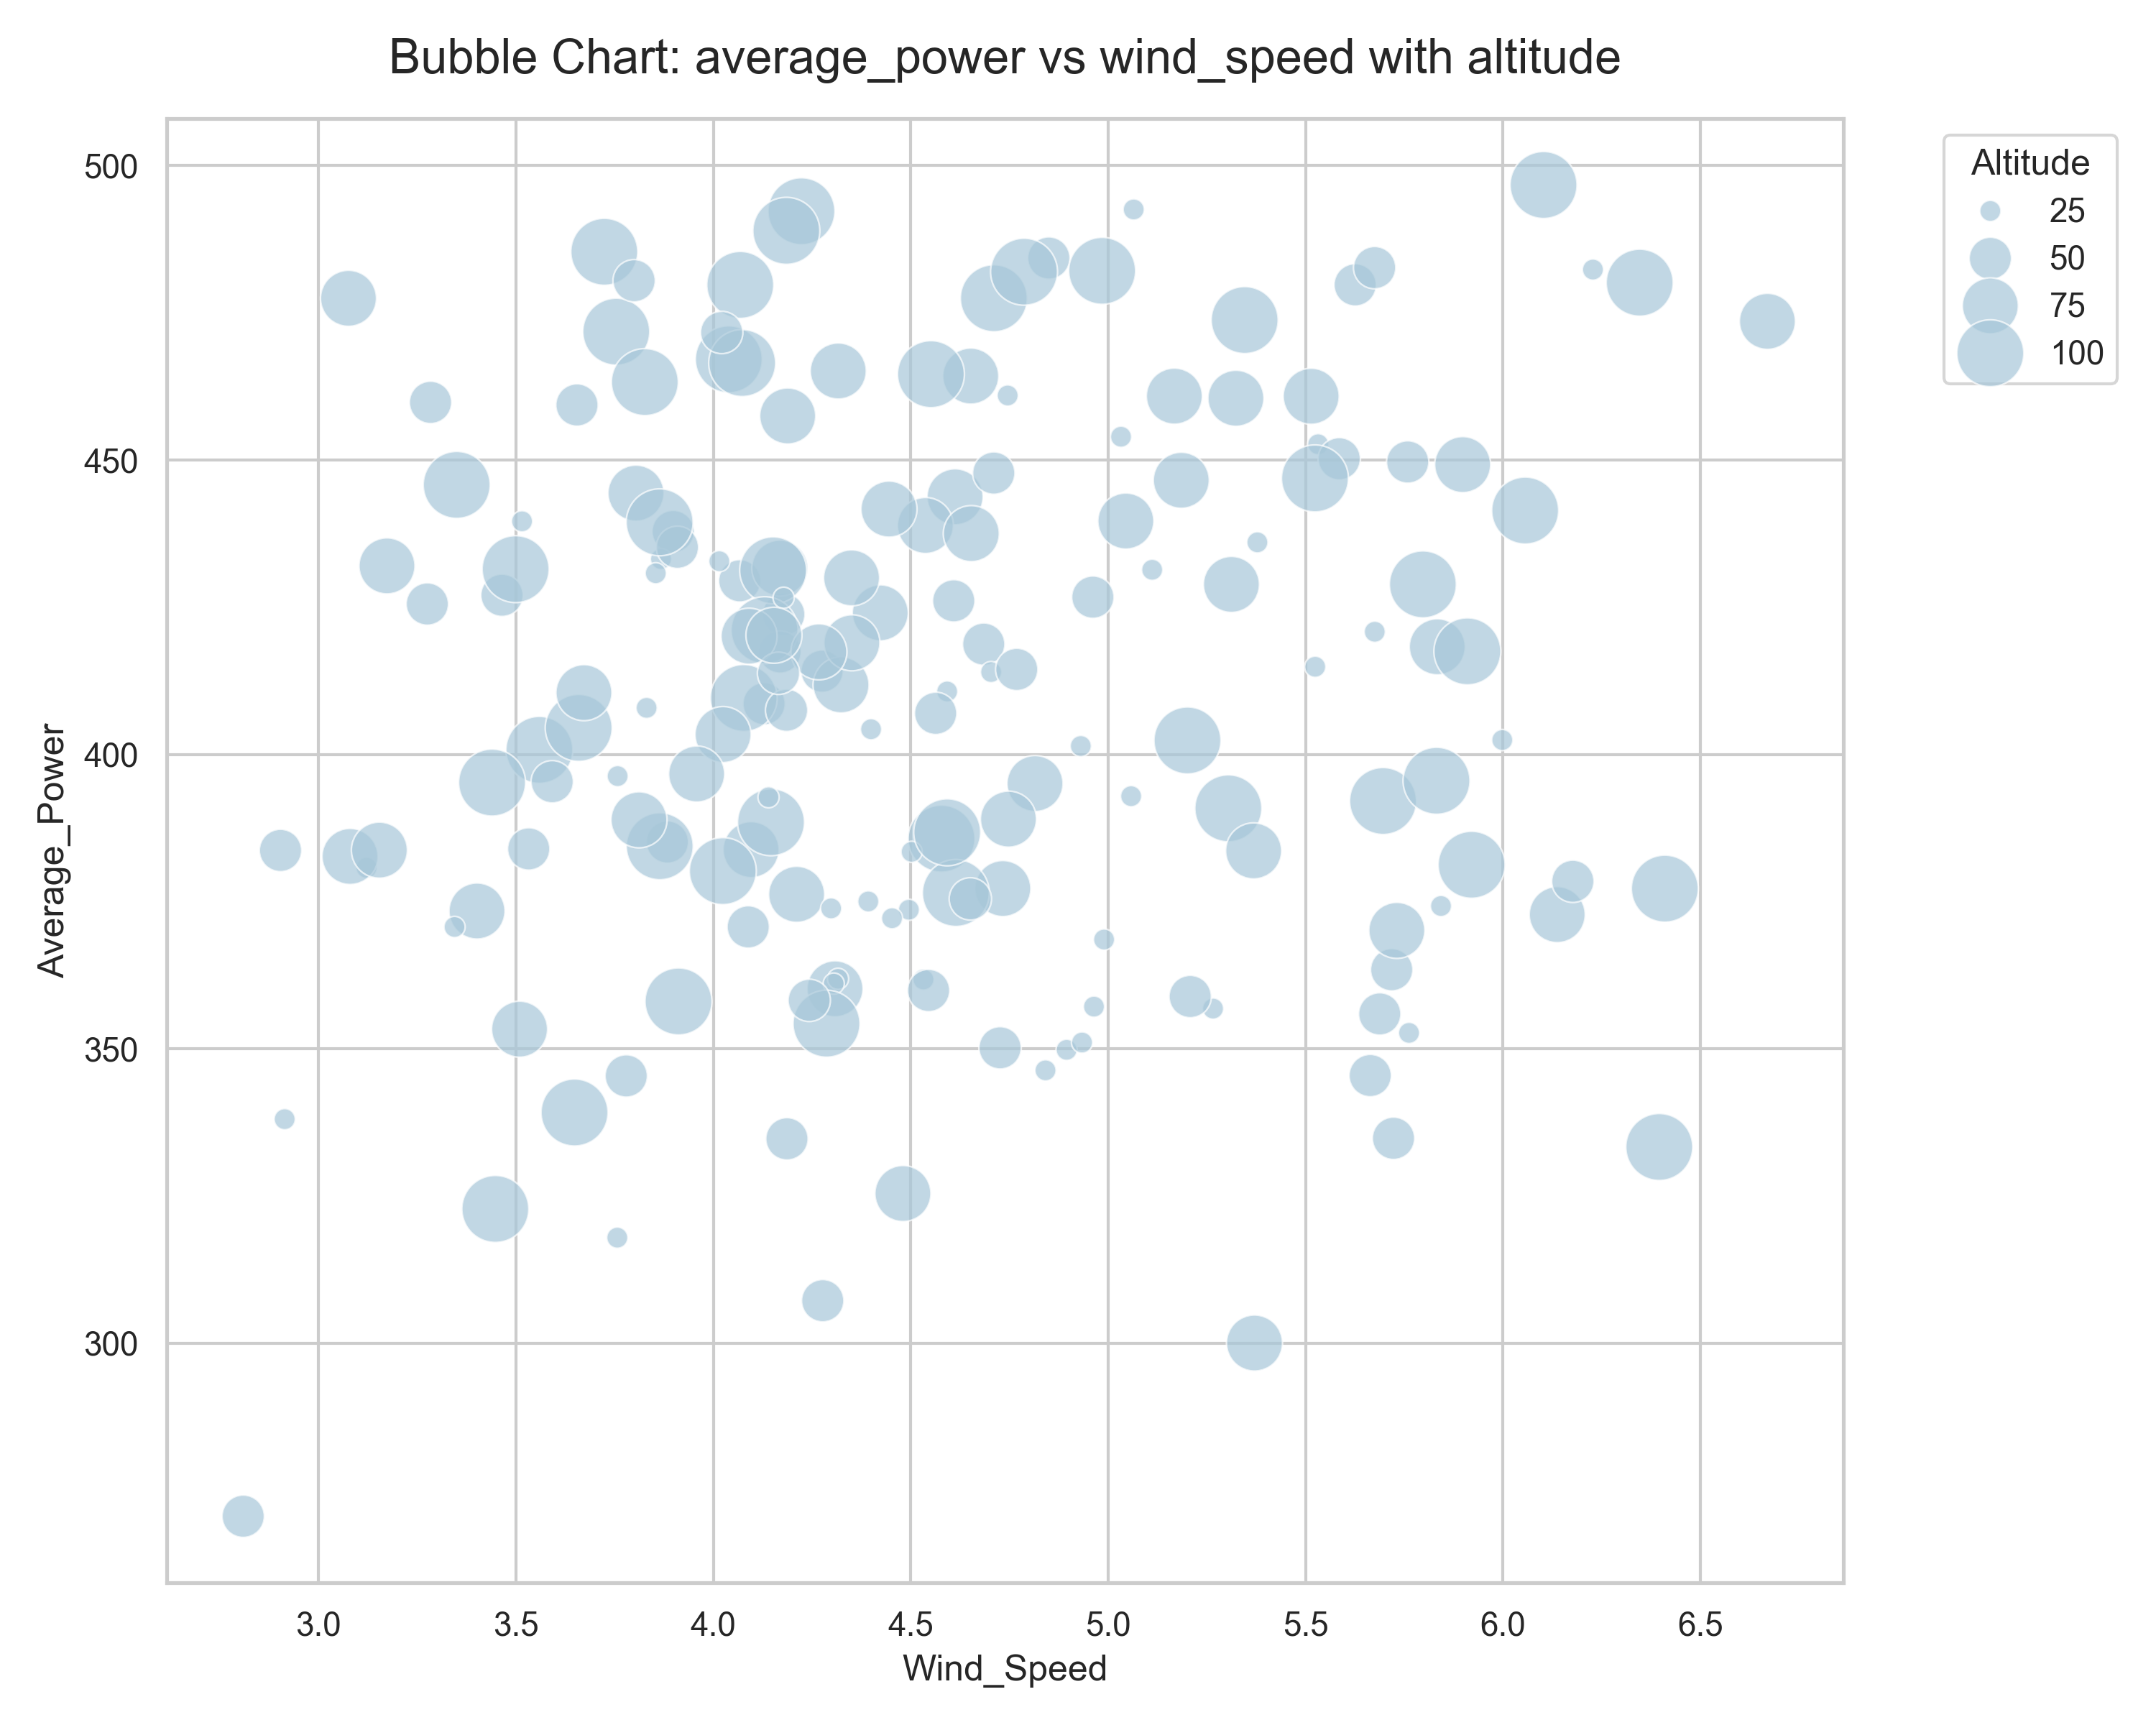 Bubble Chart: average_power vs wind_speed with altitude
Altitude
25
50
75
100
500
450
400
350
300
Average_Power
3.0 3.5 4.0 4.5 5.0 5.5 6.0 6.5
Wind_Speed